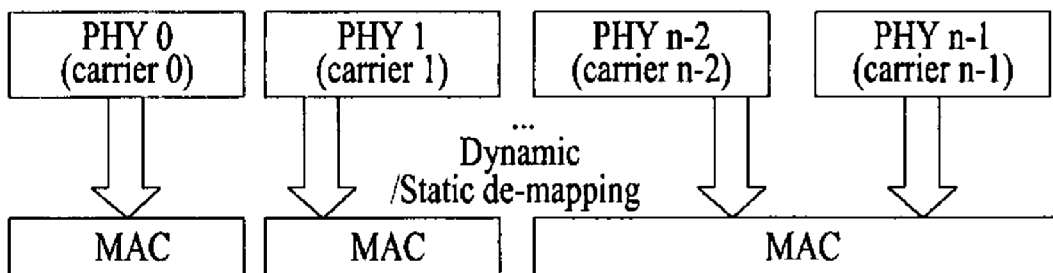 PHY 0
(carrier 0)
PHY 1
(carrier 1)
PHY n-2
(carrier n-2)
PHY n-1
(carrier n-1)
...
Dynamic
/Static de-mapping
MAC
MAC
MAC